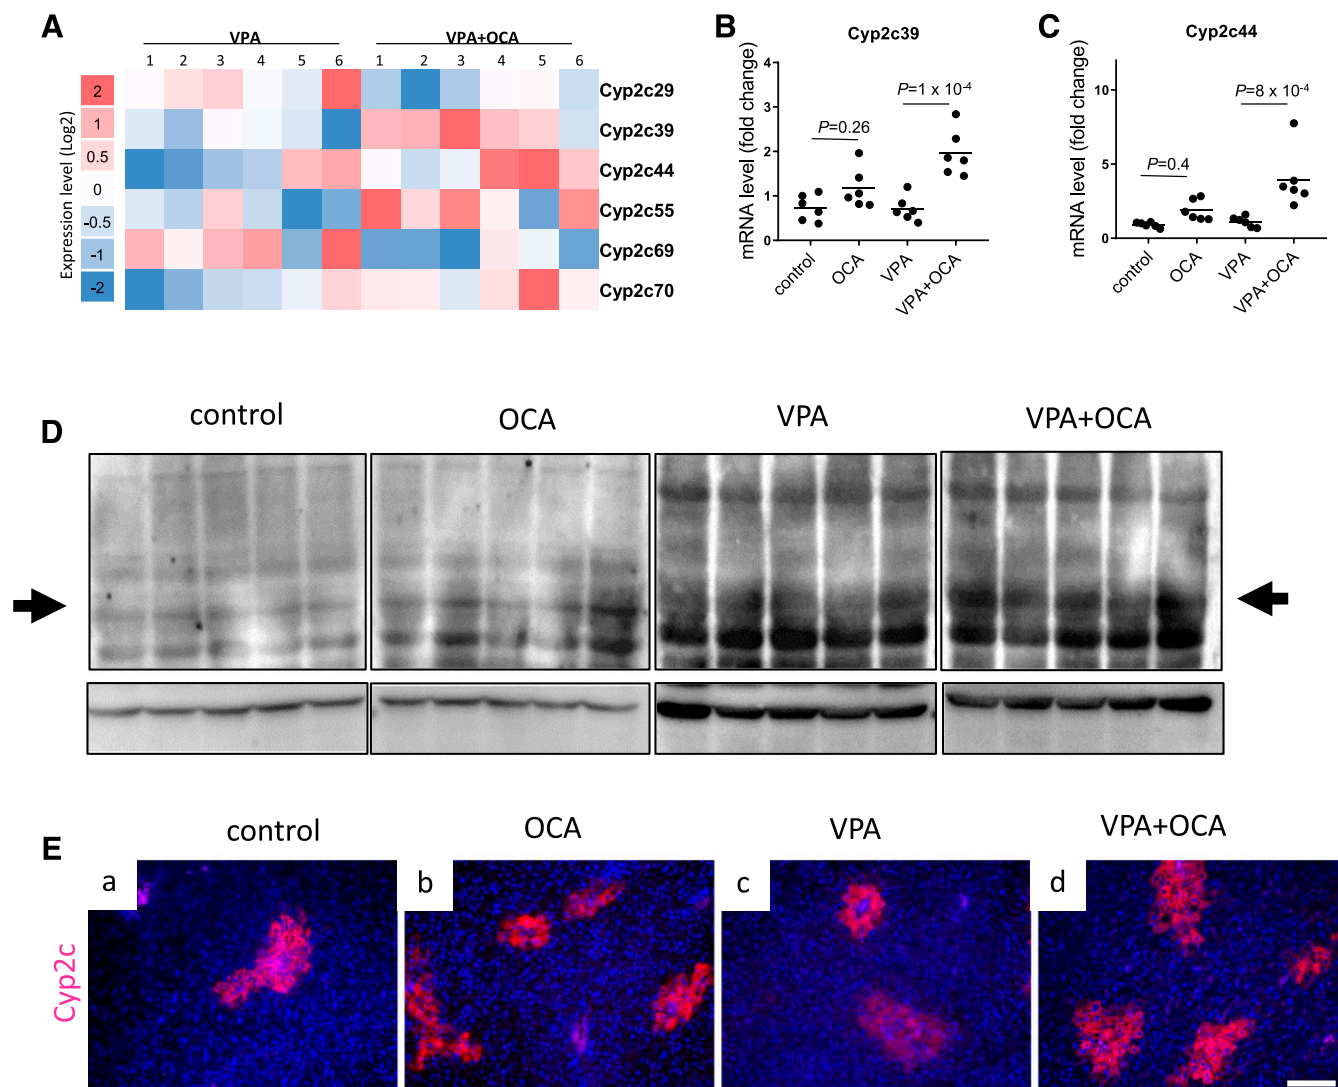 A
VPA VPA+OCA
1 2 3 4 5 6 1 2 3 4 5 6
Expression level (Log2)
2
1
0.5
0
-0.5
-1
-2
Cyp2c29
Cyp2c39
Cyp2c44
Cyp2c55
Cyp2c69
Cyp2c70
B
Cyp2c39
mRNA level (fold change)
4
3
2
1
0
P=0.26
P=1 x 10⁻⁴
control OCA VPA VPA+OCA
C
Cyp2c44
mRNA level (fold change)
10
5
0
P=0.4
P=8 x 10⁻⁴
control OCA VPA VPA+OCA
D
control OCA VPA VPA+OCA
E
control OCA VPA VPA+OCA
a b c d
Cyp2c